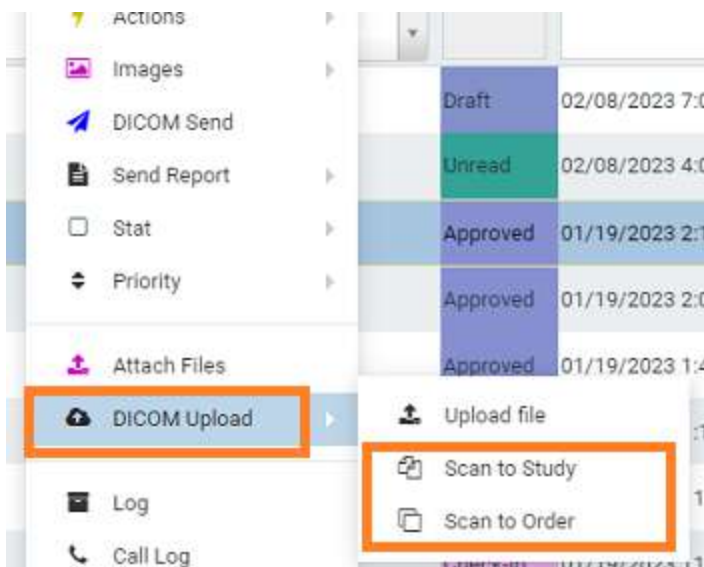 Actions
Images
DICOM Send
Send Report
Stat
Priority
Attach Files
DICOM Upload
Log
Call Log
Upload file
Scan to Study
Scan to Order
Draft 02/08/2023 7:0
Unread 02/08/2023 4:0
Approved 01/19/2023 2:1
Approved 01/19/2023 2:0
Approved 01/19/2023 1:4